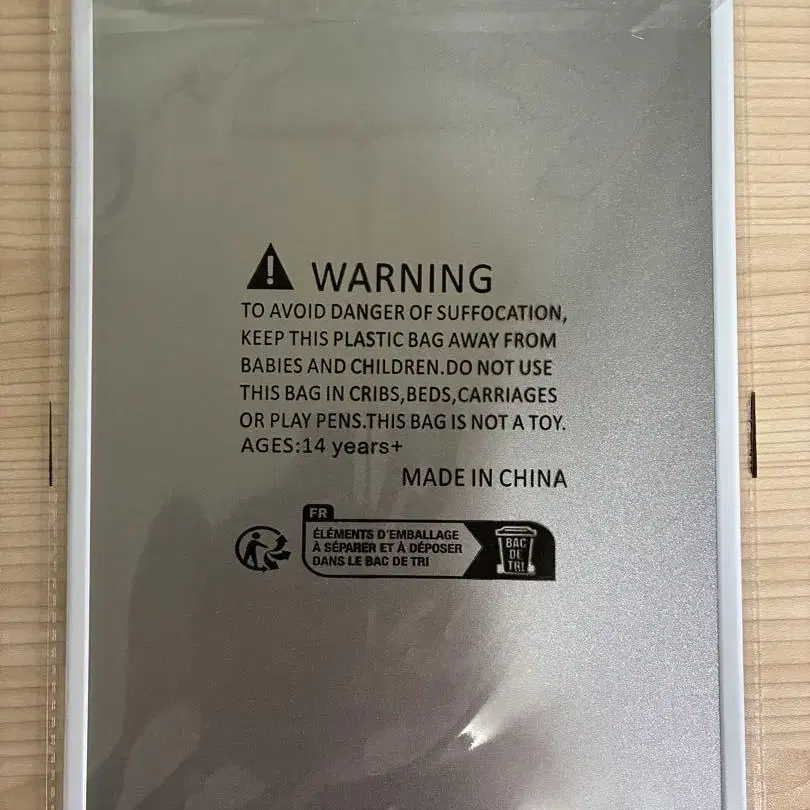 WARNING
TO AVOID DANGER OF SUFFOCATION,
KEEP THIS PLASTIC BAG AWAY FROM
BABIES AND CHILDREN.DO NOT USE
THIS BAG IN CRIBS,BEDS,CARRIAGES
OR PLAY PENS.THIS BAG IS NOT A TOY.
AGES:14 years+
MADE IN CHINA
FR
ÉLÉMENTS D'EMBALLAGE
À SÉPARER ET À DÉPOSER
DANS LE BAC DE TRI
BAC
DE
TRI